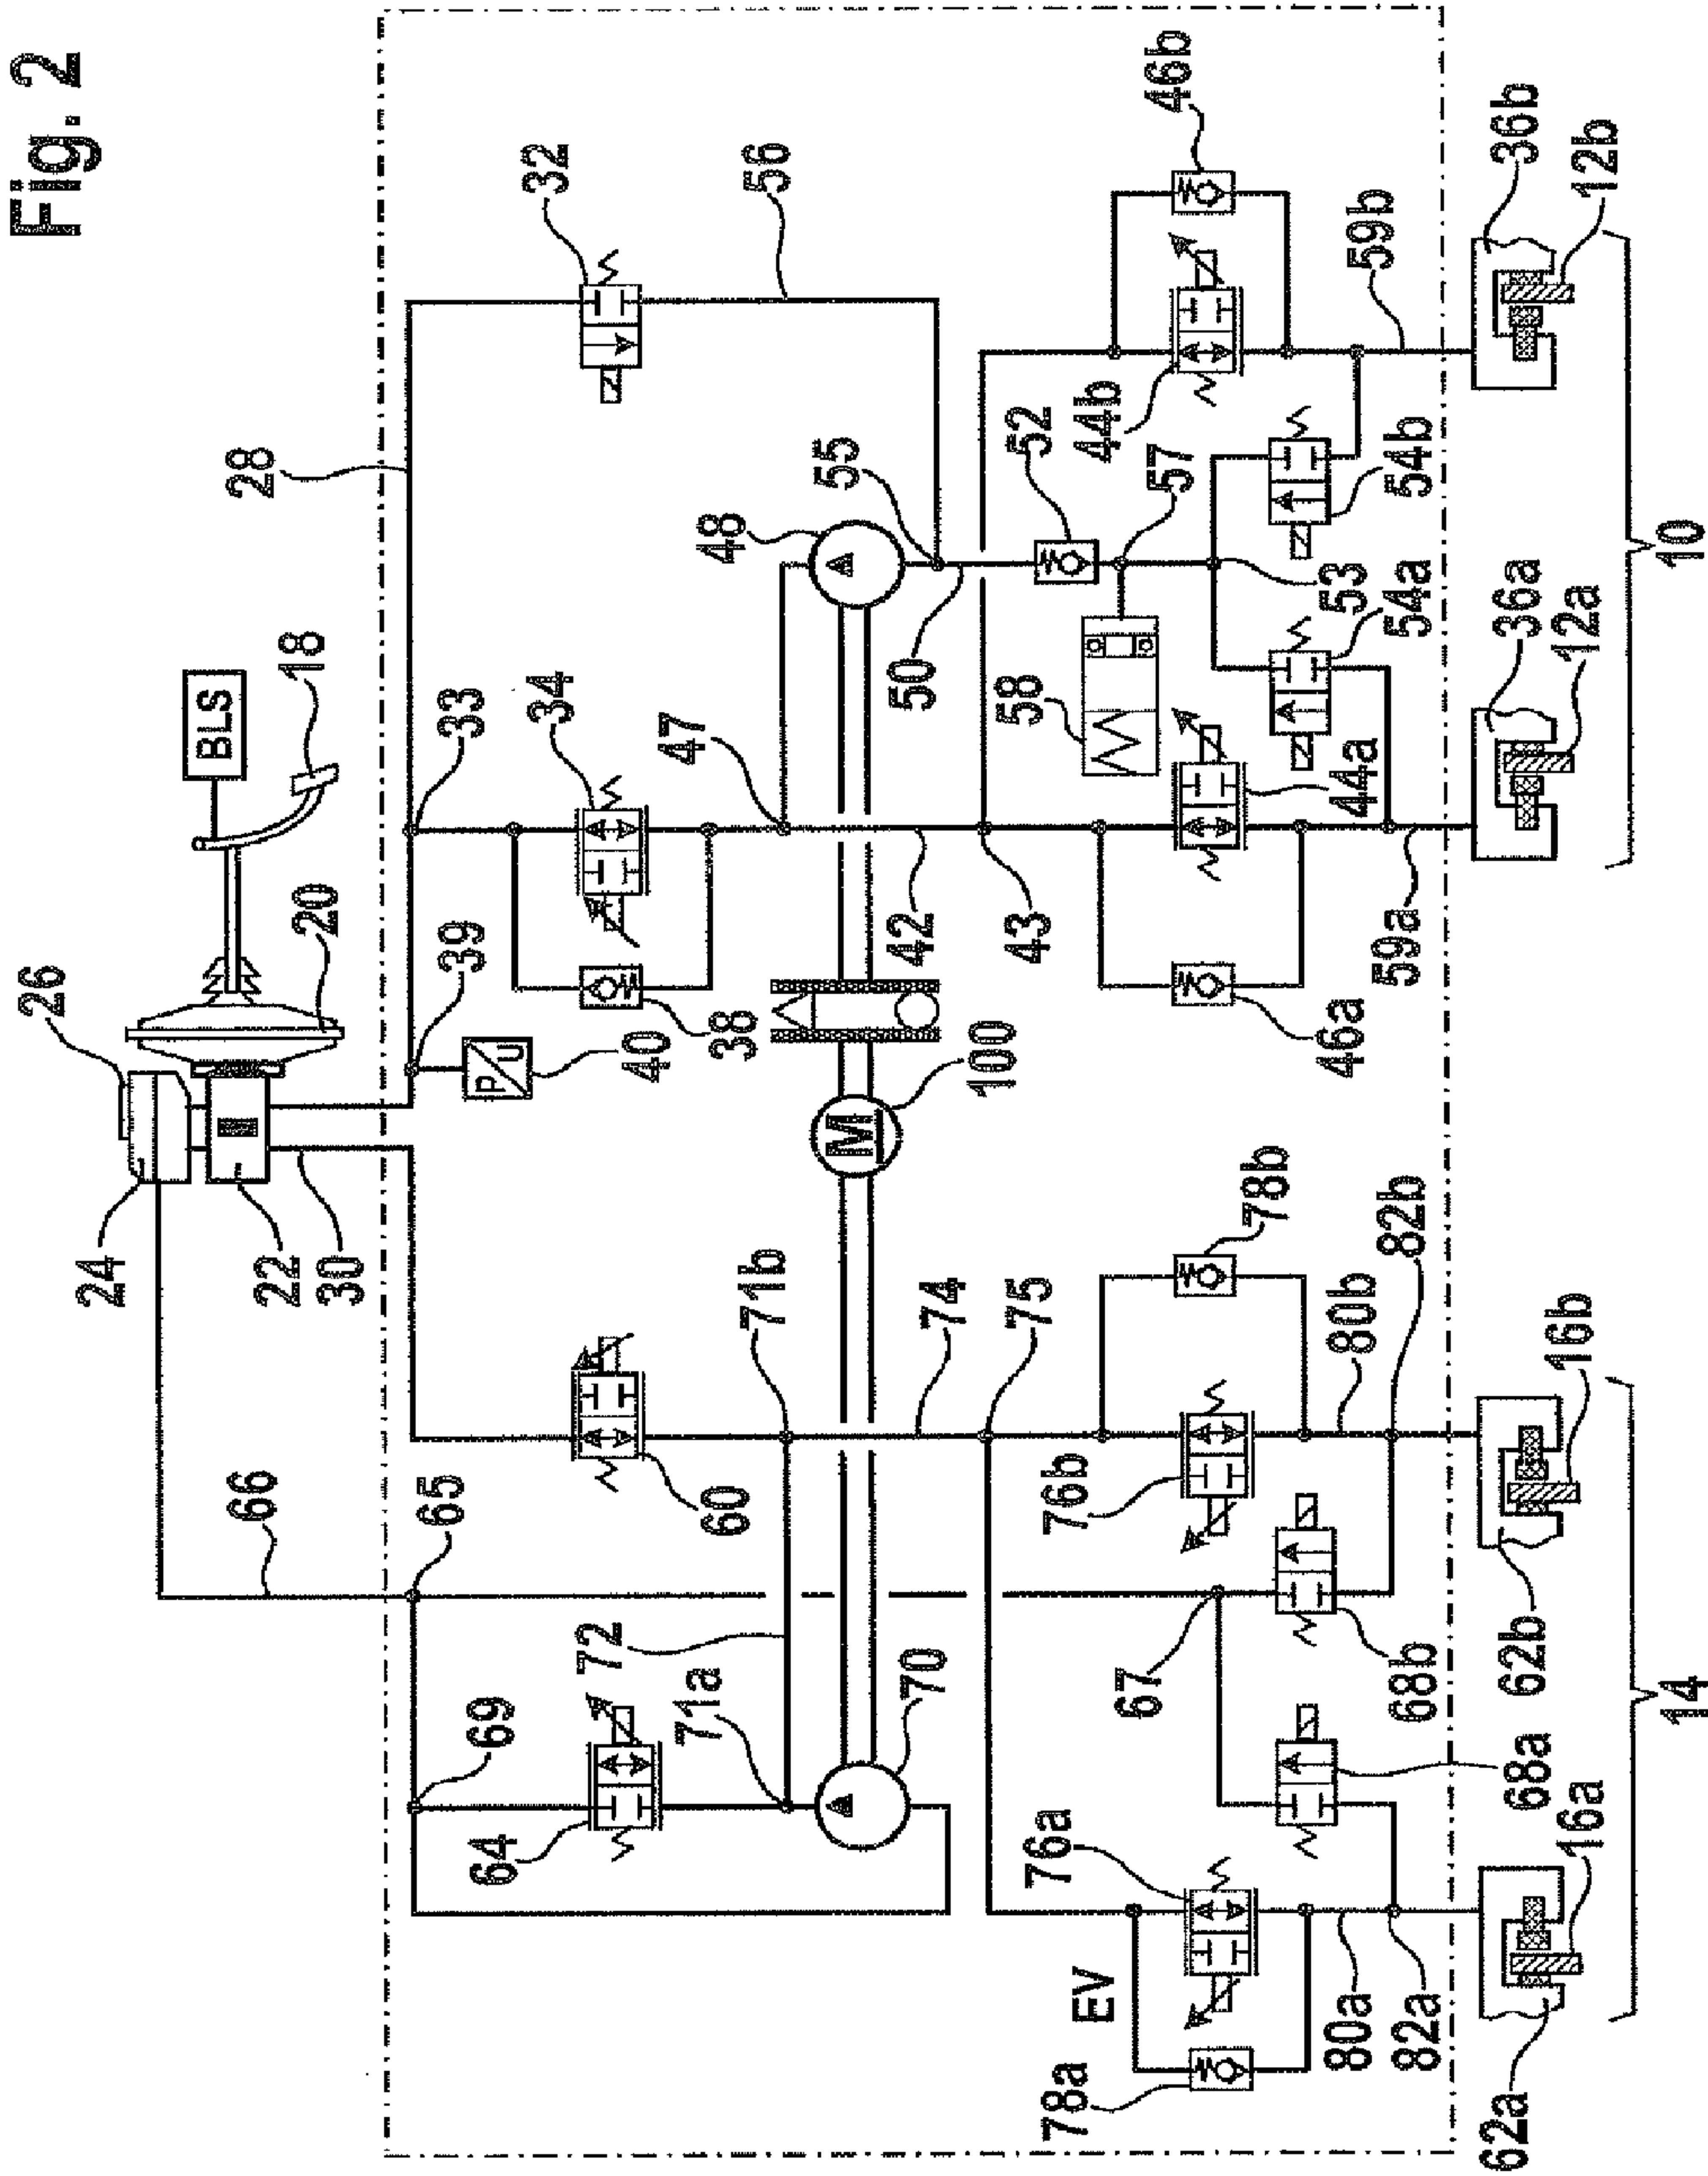 Fig. 2
26
BLS
24
18
22
20
30
28
66
39
33
32
65
40
34
60
38
69
64
72
56
71a
71b
47
48
M
70
100
55
74
42
50
75
43
52
58
57
76a
EV
78a
67
76b
78b
46a
44a
44b
46b
53
54a
54b
80a
82a
68a
68b
80b
82b
59a
59b
62a
16a
62b
16b
36a
12a
36b
12b
14
10
P
U